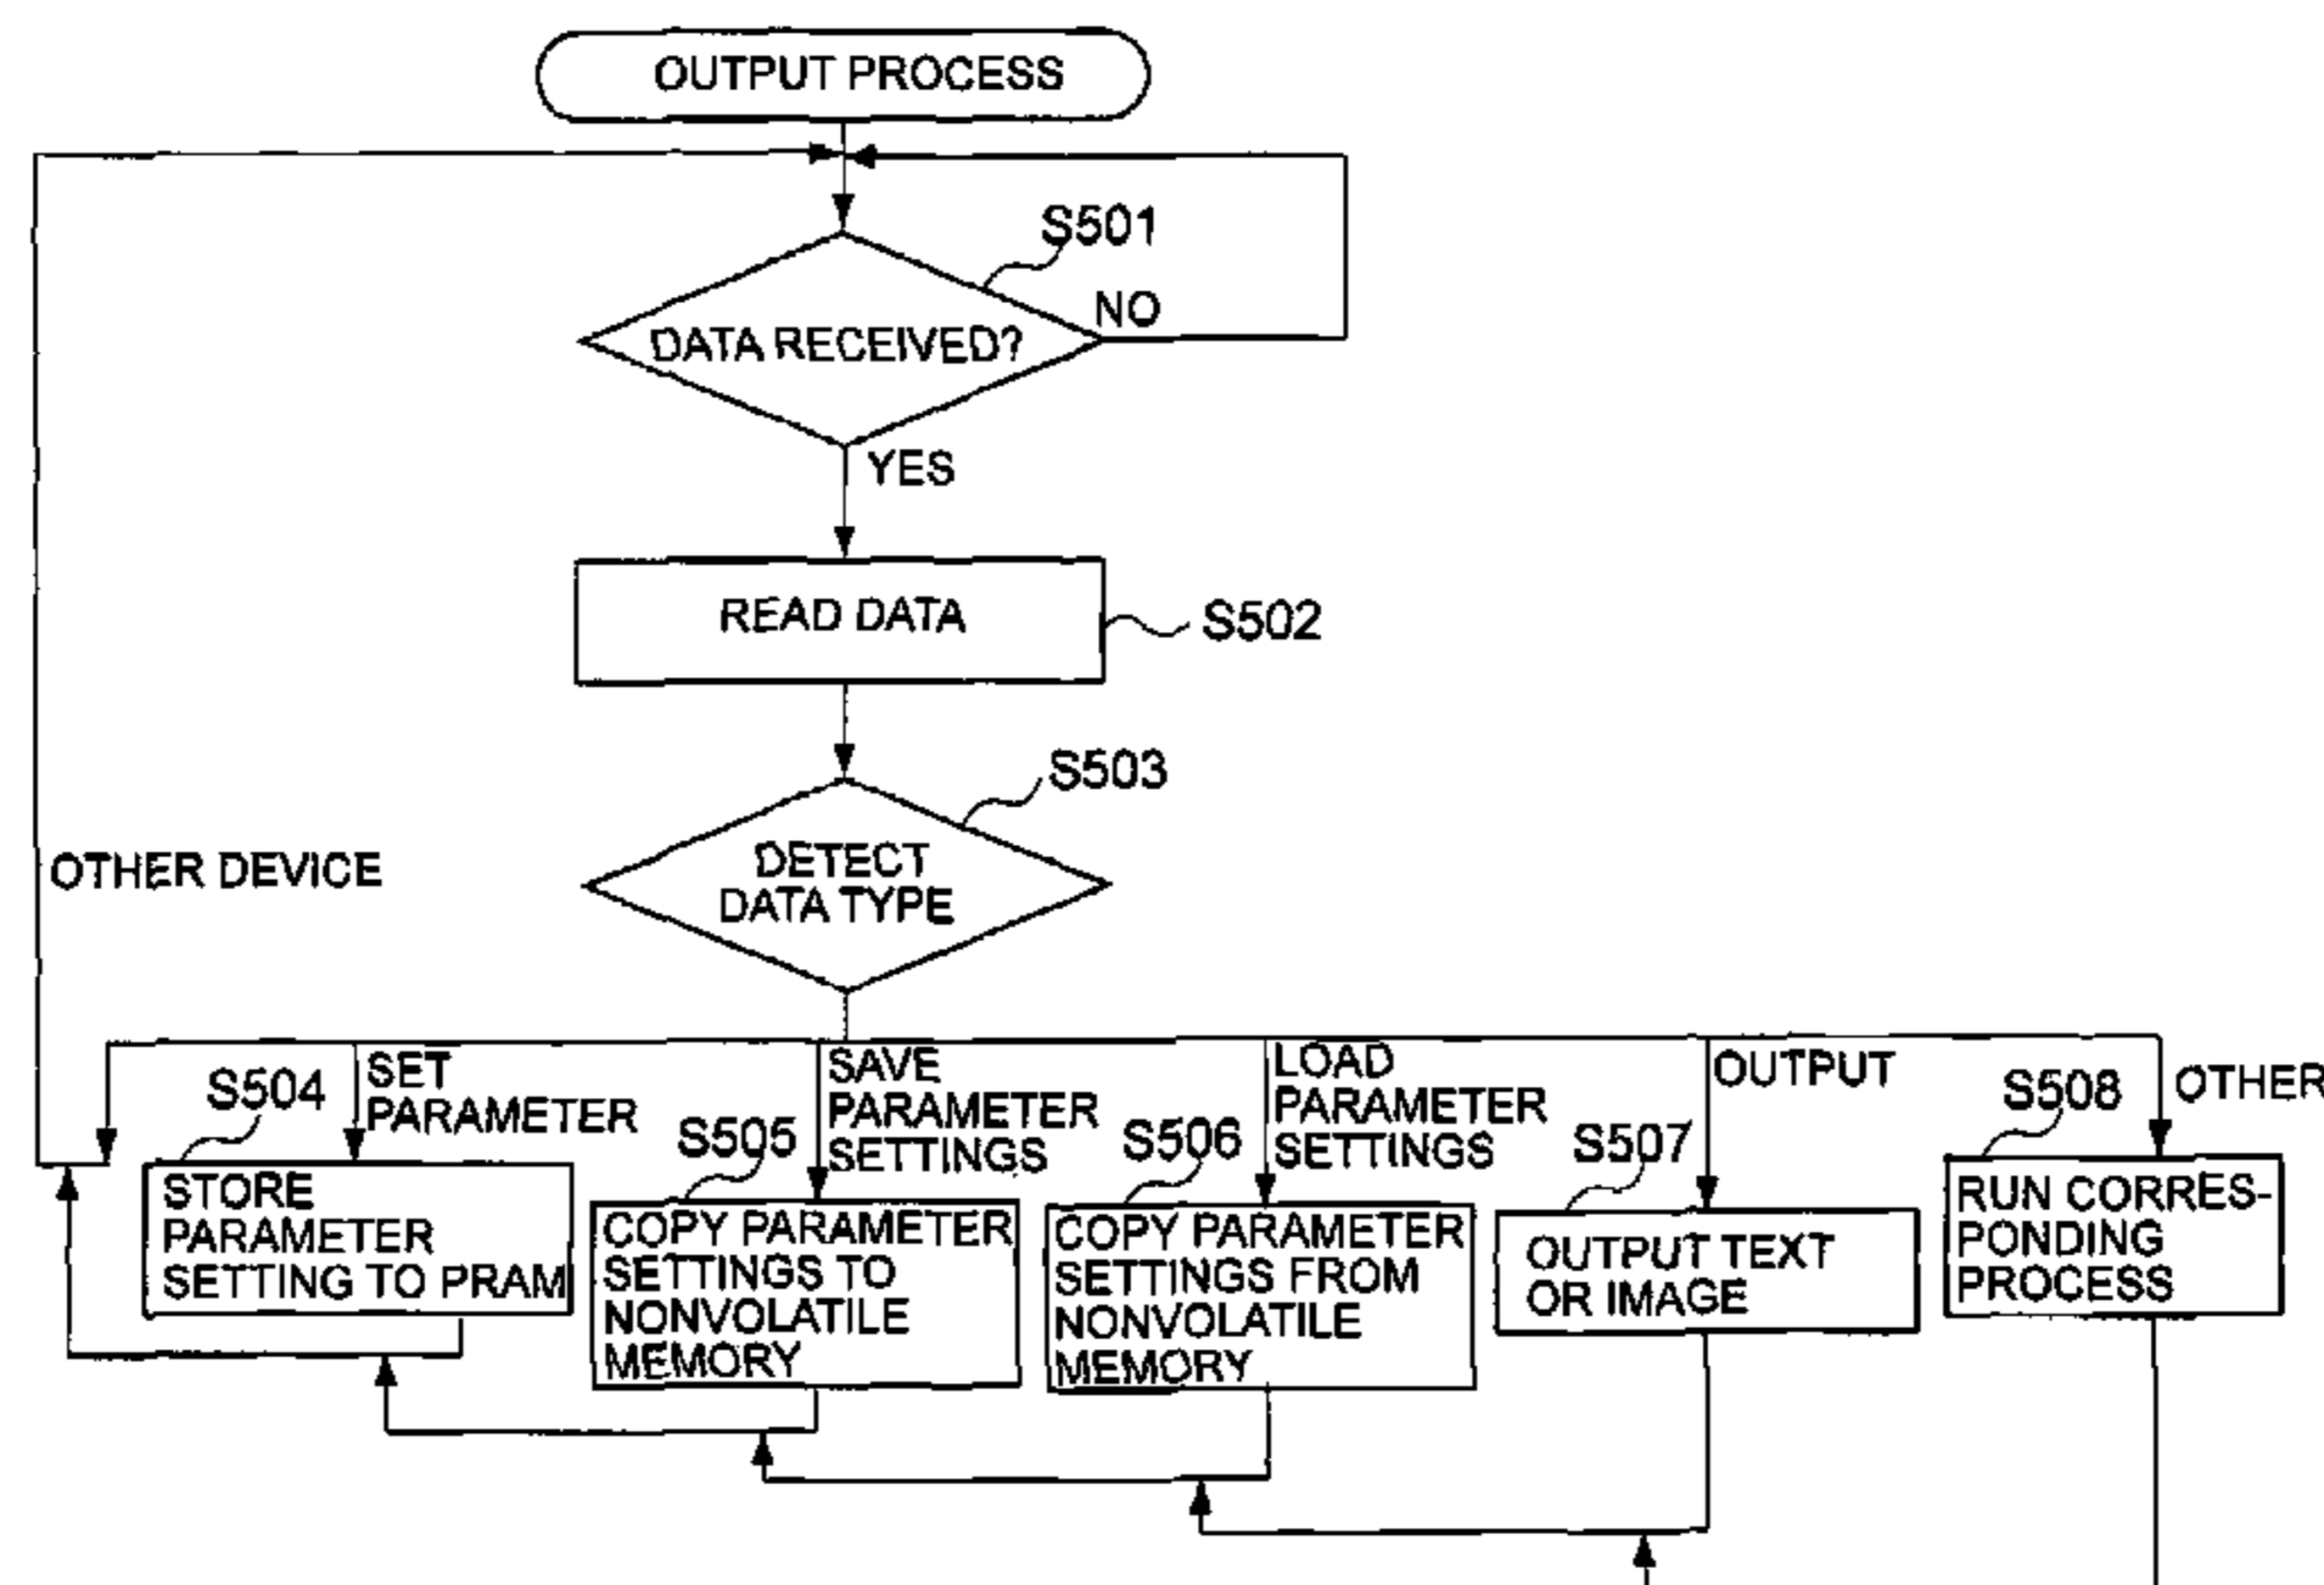 OUTPUT PROCESS
S501
NO
DATA RECEIVED?
YES
READ DATA
S502
S503
DETECT
DATA TYPE
OTHER DEVICE
S504
SET
PARAMETER
STORE
PARAMETER
SETTING TO PRAM
S505
SAVE
PARAMETER
SETTINGS
COPY PARAMETER
SETTINGS TO
NONVOLATILE
MEMORY
S506
LOAD
PARAMETER
SETTINGS
COPY PARAMETER
SETTINGS FROM
NONVOLATILE
MEMORY
S507
OUTPUT
OUTPUT TEXT
OR IMAGE
S508
OTHER
RUN CORRES-
PONDING
PROCESS